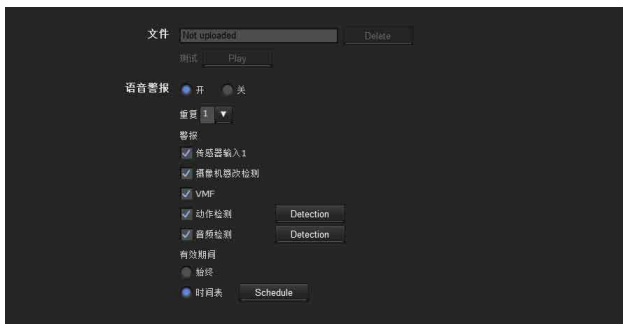 文件 Not uploaded Delete
测试 Play
语音警报 开 关
重复 1
警报
传感器输入1
摄像机篡改检测
VMF
动作检测 Detection
音频检测 Detection
有效期间
始终
时间表 Schedule